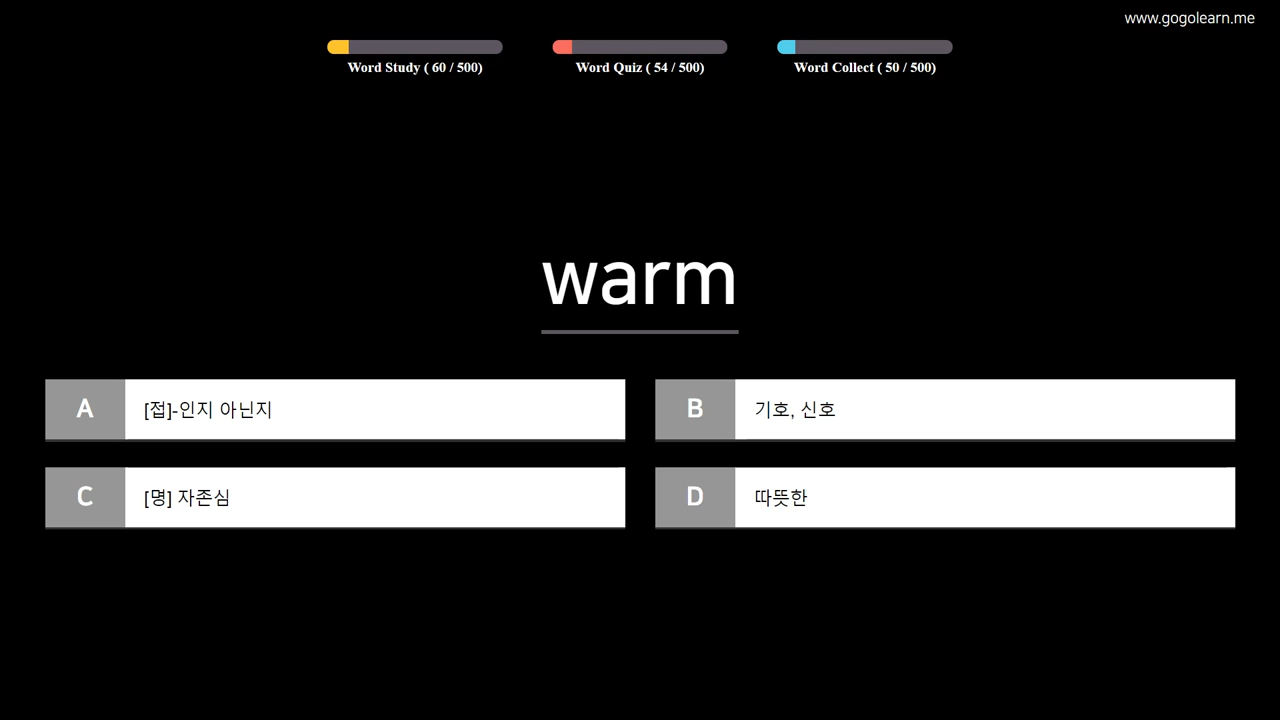 www.gogolearn.me
Word Study ( 60 / 500)
Word Quiz ( 54 / 500)
Word Collect ( 50 / 500)
warm
A [접]-인지 아닌지
B 기호, 신호
C [명] 자존심
D 따뜻한